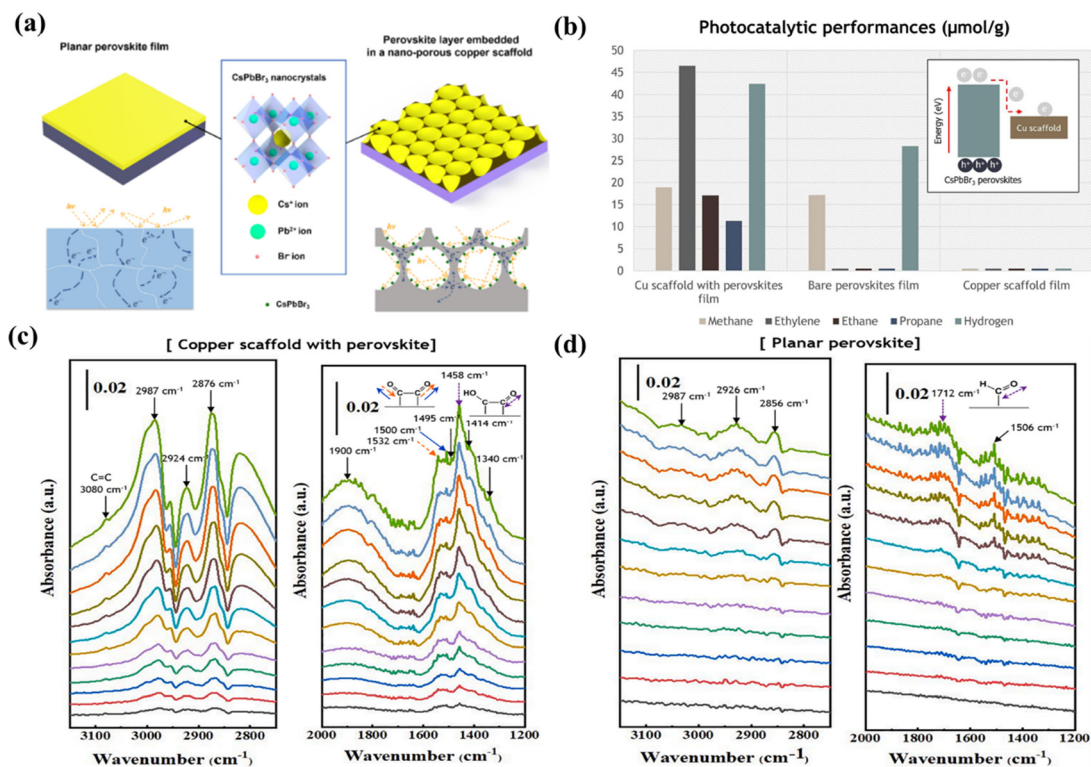 (a)
Planar perovskite film
CsPbBr₃ nanocrystals
Perovskite layer embedded
in a nano-porous copper scaffold
Cs⁺ ion
Pb²⁺ ion
Br⁻ ion
CsPbBr₃
hν
hν
hν
e⁻
e⁻
e⁻
e⁻
e⁻
(b)
Photocatalytic performances (μmol/g)
50
45
40
35
30
25
20
15
10
5
0
Cu scaffold with perovskites
film
Bare perovskites film
Copper scaffold film
Methane
Ethylene
Ethane
Propane
Hydrogen
Energy (eV)
e⁻
e⁻
e⁻
e⁻
Cu scaffold
h⁺
h⁺
h⁺
CsPbBr₃ perovskites
(c)
[ Copper scaffold with perovskite]
0.02
2987 cm⁻¹
2876 cm⁻¹
C=C
3080 cm⁻¹
2924 cm⁻¹
Absorbance (a.u.)
3100 3000 2900 2800
Wavenumber (cm⁻¹)
0.02
O O
C–C
HO O
C–C
1458 cm⁻¹
1495 cm⁻¹
1500 cm⁻¹
1532 cm⁻¹
1414 cm⁻¹
1900 cm⁻¹
1340 cm⁻¹
Absorbance (a.u.)
2000 1800 1600 1400 1200
Wavenumber (cm⁻¹)
(d)
[ Planar perovskite]
0.02
2987 cm⁻¹
2926 cm⁻¹
2856 cm⁻¹
Absorbance (a.u.)
3100 3000 2900 2800
Wavenumber (cm⁻1)
0.02
H O
C
1712 cm⁻¹
1506 cm⁻¹
Absorbance (a.u.)
2000 1800 1600 1400 1200
Wavenumber (cm⁻¹)